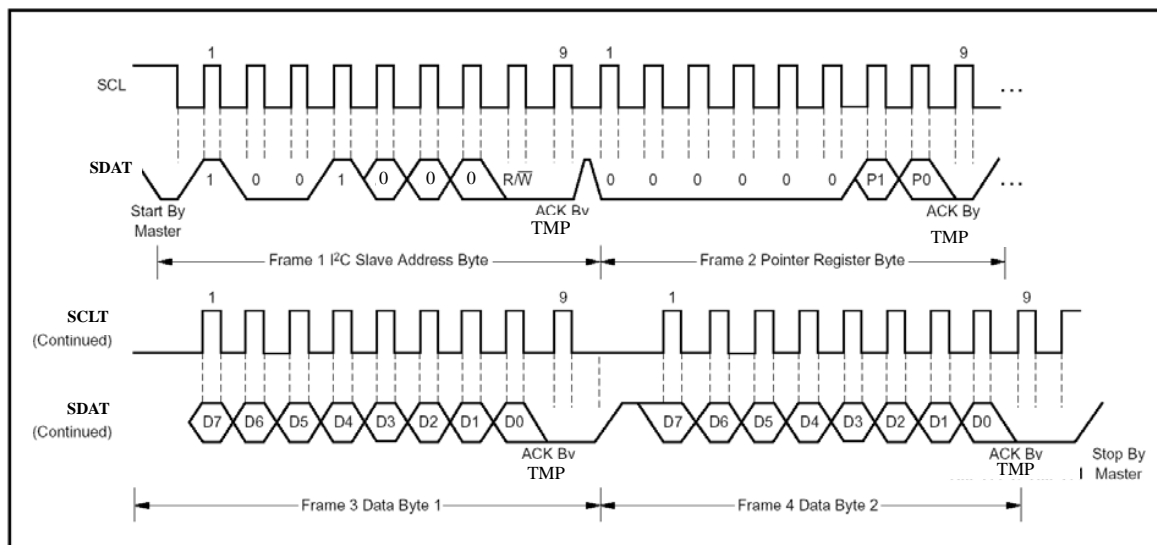 1 9 1 9
SCL ...
SDAT 1 0 0 1 0 0 0 R/W̅ 0 0 0 0 0 0 P1 P0 ...
Start By Master
ACK By TMP
ACK By TMP
Frame 1 I²C Slave Address Byte
Frame 2 Pointer Register Byte
1 9 1 9
SCLT
(Continued)
SDAT
(Continued)
D7 D6 D5 D4 D3 D2 D1 D0 D7 D6 D5 D4 D3 D2 D1 D0
ACK By TMP
ACK By TMP
Stop By Master
Frame 3 Data Byte 1
Frame 4 Data Byte 2